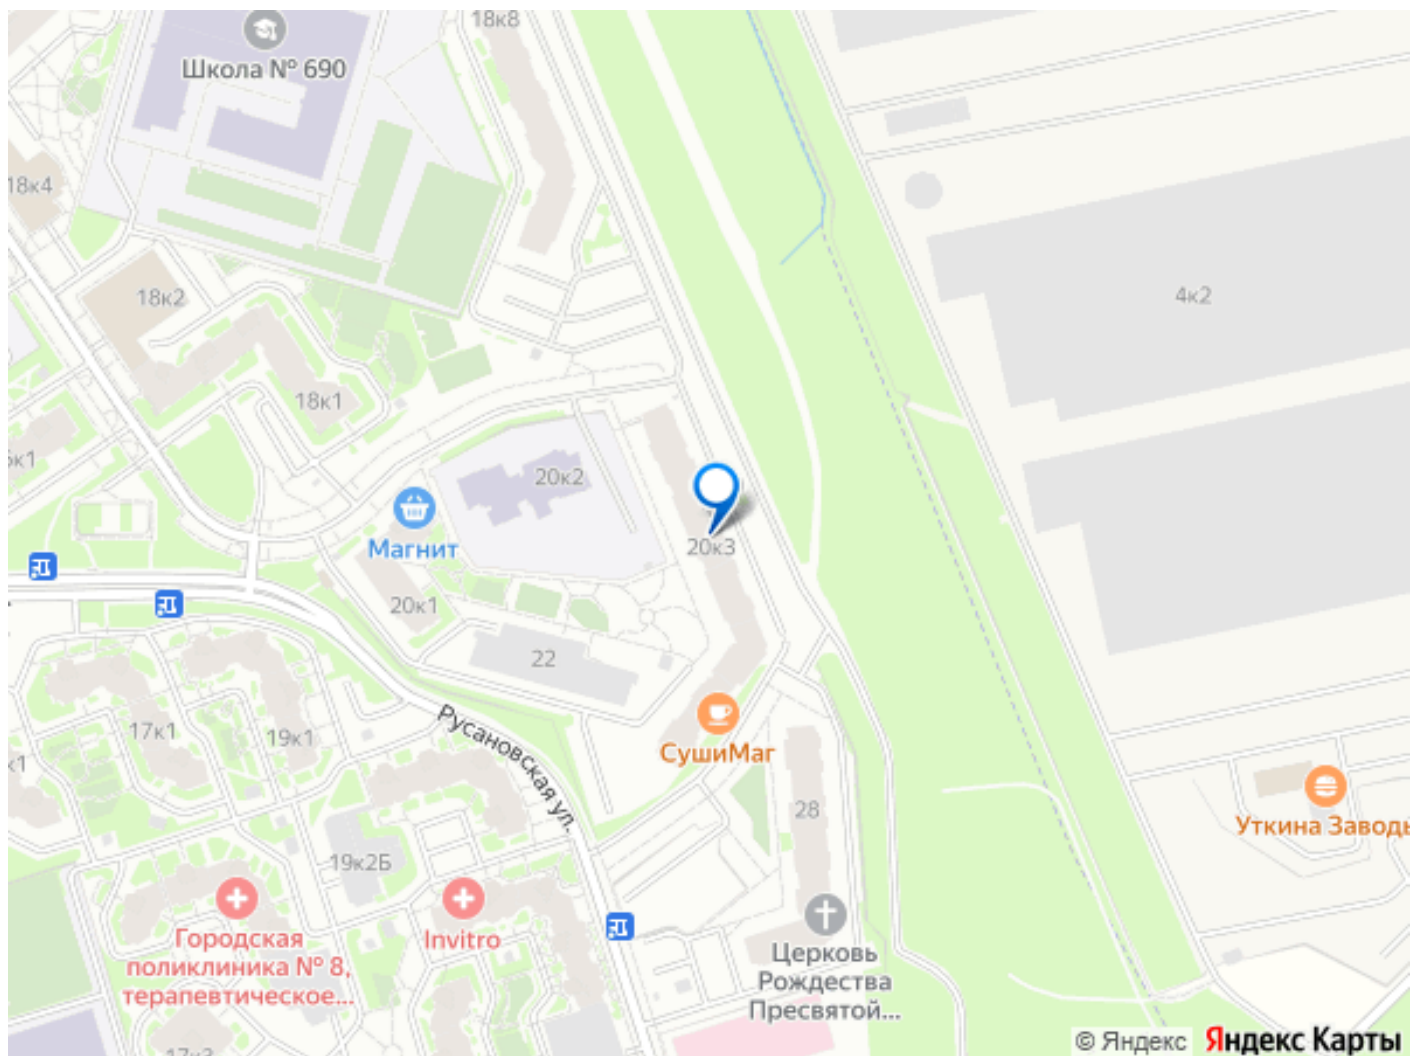 18к8
Школа № 690
18к4
18к2
4к2
18к1
20к2
Магнит
20к3
20к1
22
17к1
19к1
Русановская ул.
СушиМаг
28
19к2Б
Уткина Заводь
Городская
поликлиника № 8,
терапевтическое...
Invitro
Церковь
Рождества
Пресвятой...
© Яндекс Яндекс Карты